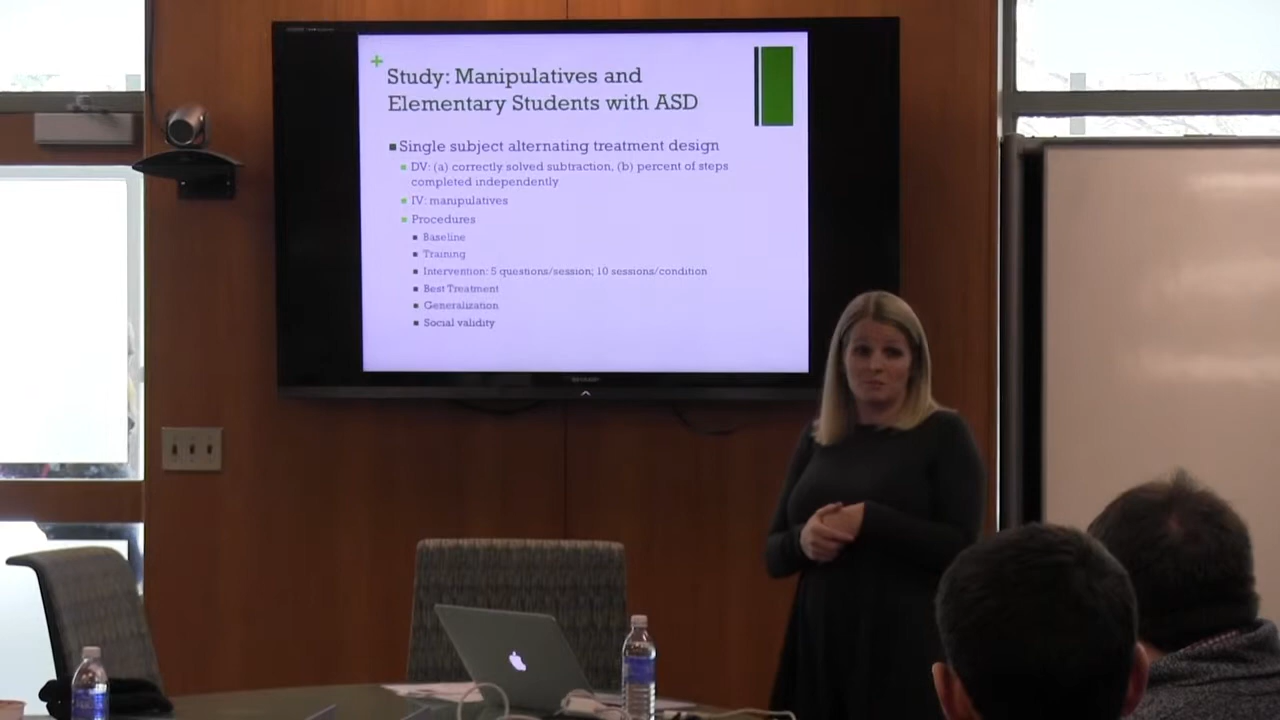 +
Study: Manipulatives and
Elementary Students with ASD
Single subject alternating treatment design
DV: (a) correctly solved subtraction, (b) percent of steps
completed independently
IV: manipulatives
Procedures
Baseline
Training
Intervention: 5 questions/session; 10 sessions/condition
Best Treatment
Generalization
Social validity
SHARP